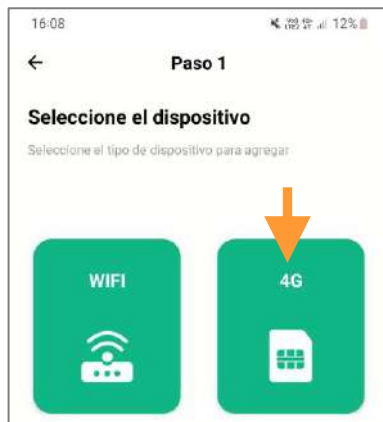 16:08 12%
Paso 1
Seleccione el dispositivo
Seleccione el tipo de dispositivo para agregar
WIFI 4G